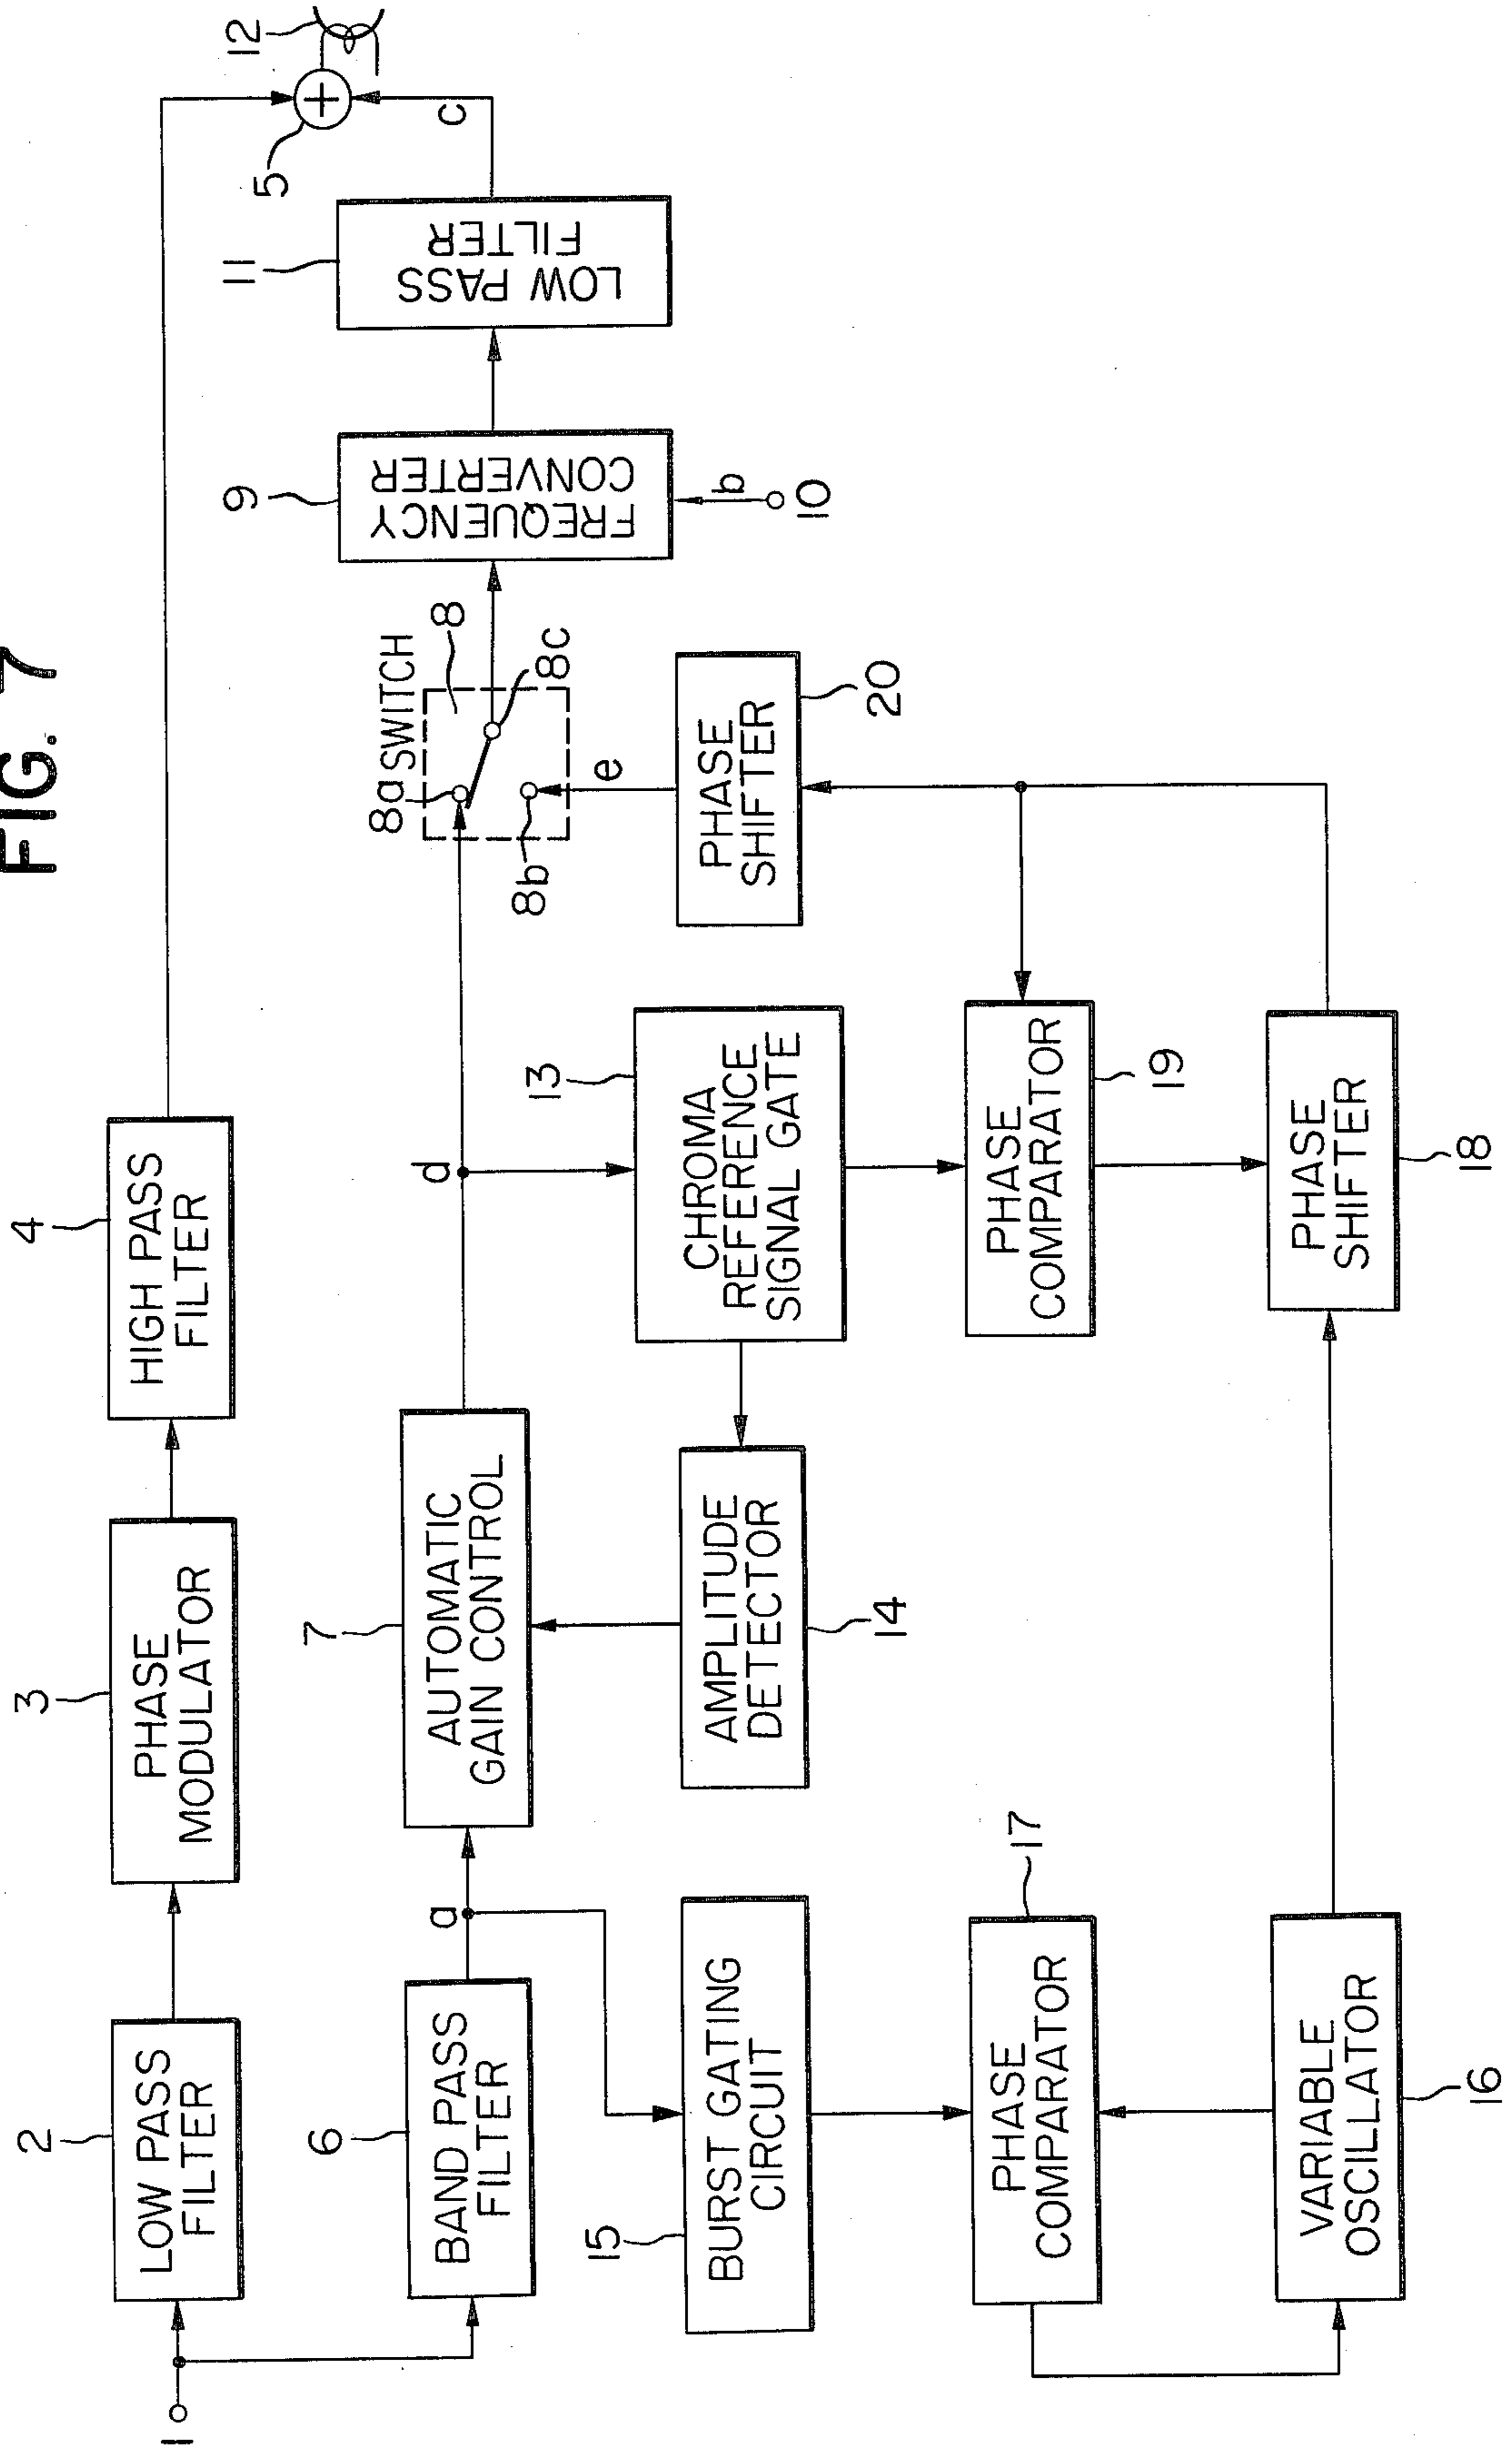 FIG. 7
1
2
LOW PASS
FILTER
3
PHASE
MODULATOR
4
HIGH PASS
FILTER
5
12
6
BAND PASS
FILTER
a
7
AUTOMATIC
GAIN CONTROL
d
8a
SWITCH
8
8b
8c
e
9
FREQUENCY
CONVERTER
b
10
11
LOW PASS
FILTER
c
13
CHROMA
REFERENCE
SIGNAL GATE
AMPLITUDE
DETECTOR
14
15
BURST GATING
CIRCUIT
PHASE
SHIFTER
20
17
PHASE
COMPARATOR
PHASE
COMPARATOR
19
VARIABLE
OSCILLATOR
16
PHASE
SHIFTER
18